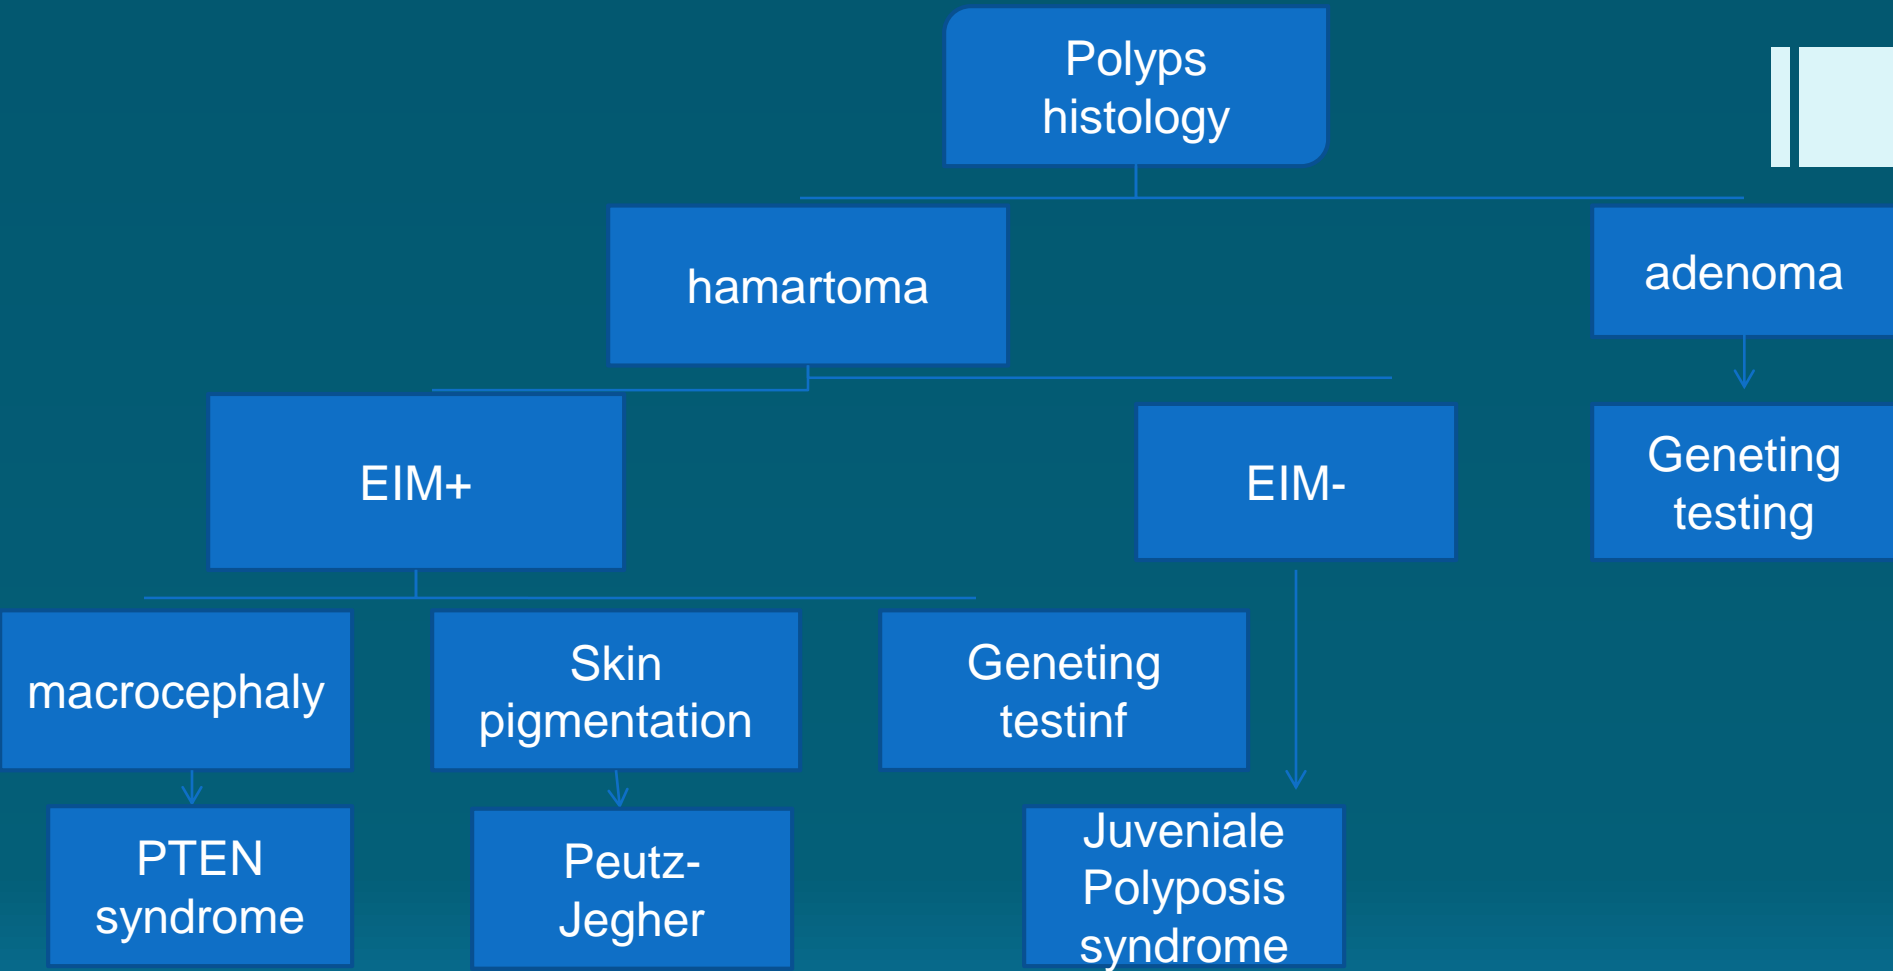 Polyps
histology
hamartoma
adenoma
EIM+
EIM-
Geneting
testing
macrocephaly
Skin
pigmentation
Geneting
testinf
PTEN
syndrome
Peutz-
Jegher
Juveniale
Polyposis
syndrome